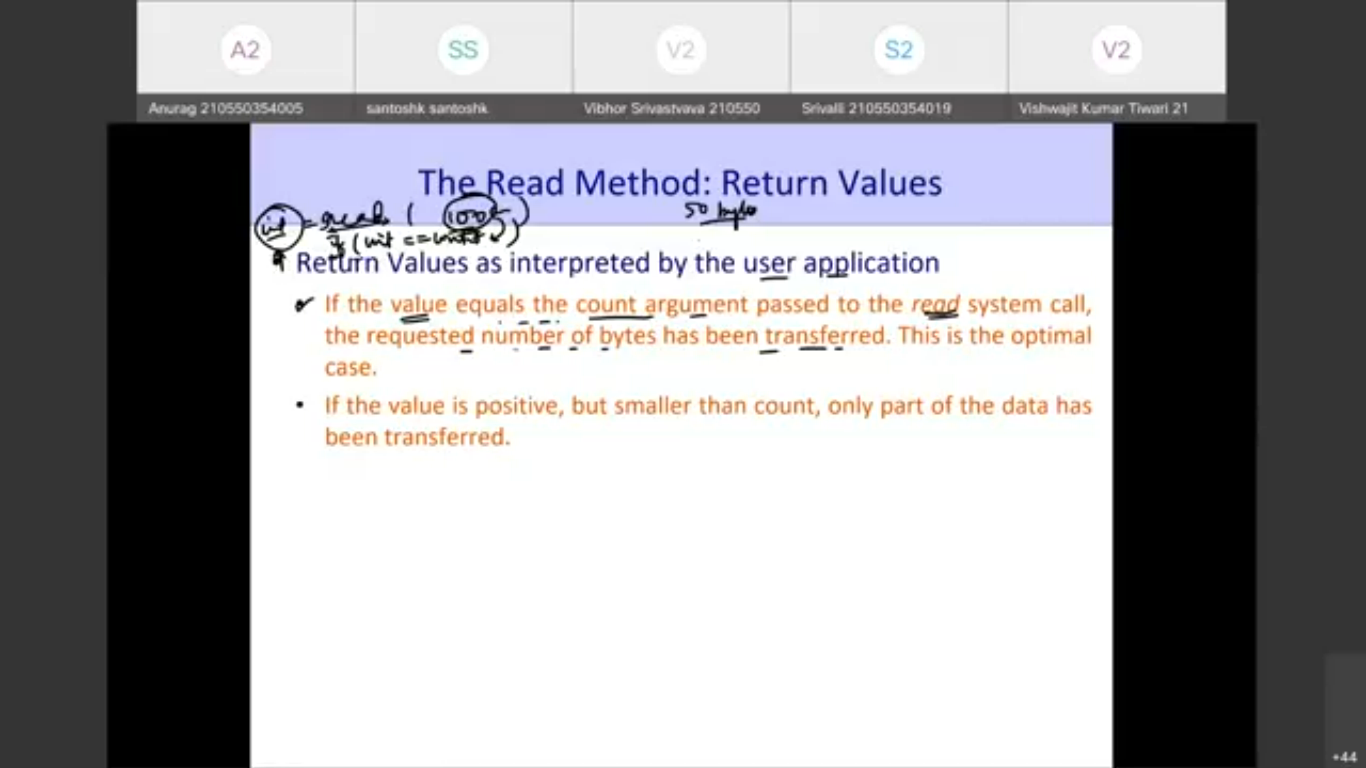 A2 SS V2 S2 V2
Anurag 210550354005 santoshk santoshk Vibhor Srivastvava 210550 Srivalli 210550354019 Vishwajit Kumar Tiwari 21
The Read Method: Return Values
= read ( 100 )
50 bytes
if (
Return Values as interpreted by the user application
✔ If the value equals the count argument passed to the read system call,
the requested number of bytes has been transferred. This is the optimal
case.
• If the value is positive, but smaller than count, only part of the data has
been transferred.
+44